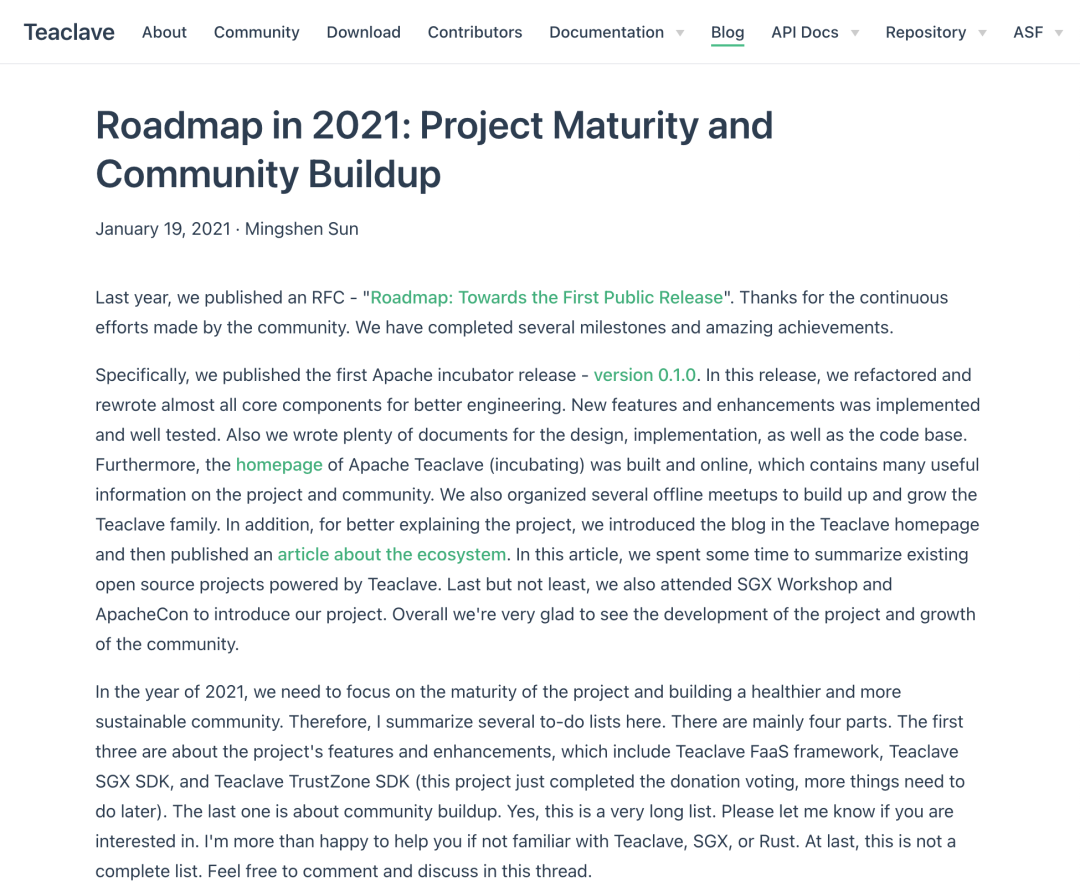 Teaclave About Community Download Contributors Documentation Blog API Docs Repository ASF
Roadmap in 2021: Project Maturity and
Community Buildup
January 19, 2021 · Mingshen Sun
Last year, we published an RFC - "Roadmap: Towards the First Public Release". Thanks for the continuous
efforts made by the community. We have completed several milestones and amazing achievements.
Specifically, we published the first Apache incubator release - version 0.1.0. In this release, we refactored and
rewrote almost all core components for better engineering. New features and enhancements was implemented
and well tested. Also we wrote plenty of documents for the design, implementation, as well as the code base.
Furthermore, the homepage of Apache Teaclave (incubating) was built and online, which contains many useful
information on the project and community. We also organized several offline meetups to build up and grow the
Teaclave family. In addition, for better explaining the project, we introduced the blog in the Teaclave homepage
and then published an article about the ecosystem. In this article, we spent some time to summarize existing
open source projects powered by Teaclave. Last but not least, we also attended SGX Workshop and
ApacheCon to introduce our project. Overall we're very glad to see the development of the project and growth
of the community.
In the year of 2021, we need to focus on the maturity of the project and building a healthier and more
sustainable community. Therefore, I summarize several to-do lists here. There are mainly four parts. The first
three are about the project's features and enhancements, which include Teaclave FaaS framework, Teaclave
SGX SDK, and Teaclave TrustZone SDK (this project just completed the donation voting, more things need to
do later). The last one is about community buildup. Yes, this is a very long list. Please let me know if you are
interested in. I'm more than happy to help you if not familiar with Teaclave, SGX, or Rust. At last, this is not a
complete list. Feel free to comment and discuss in this thread.